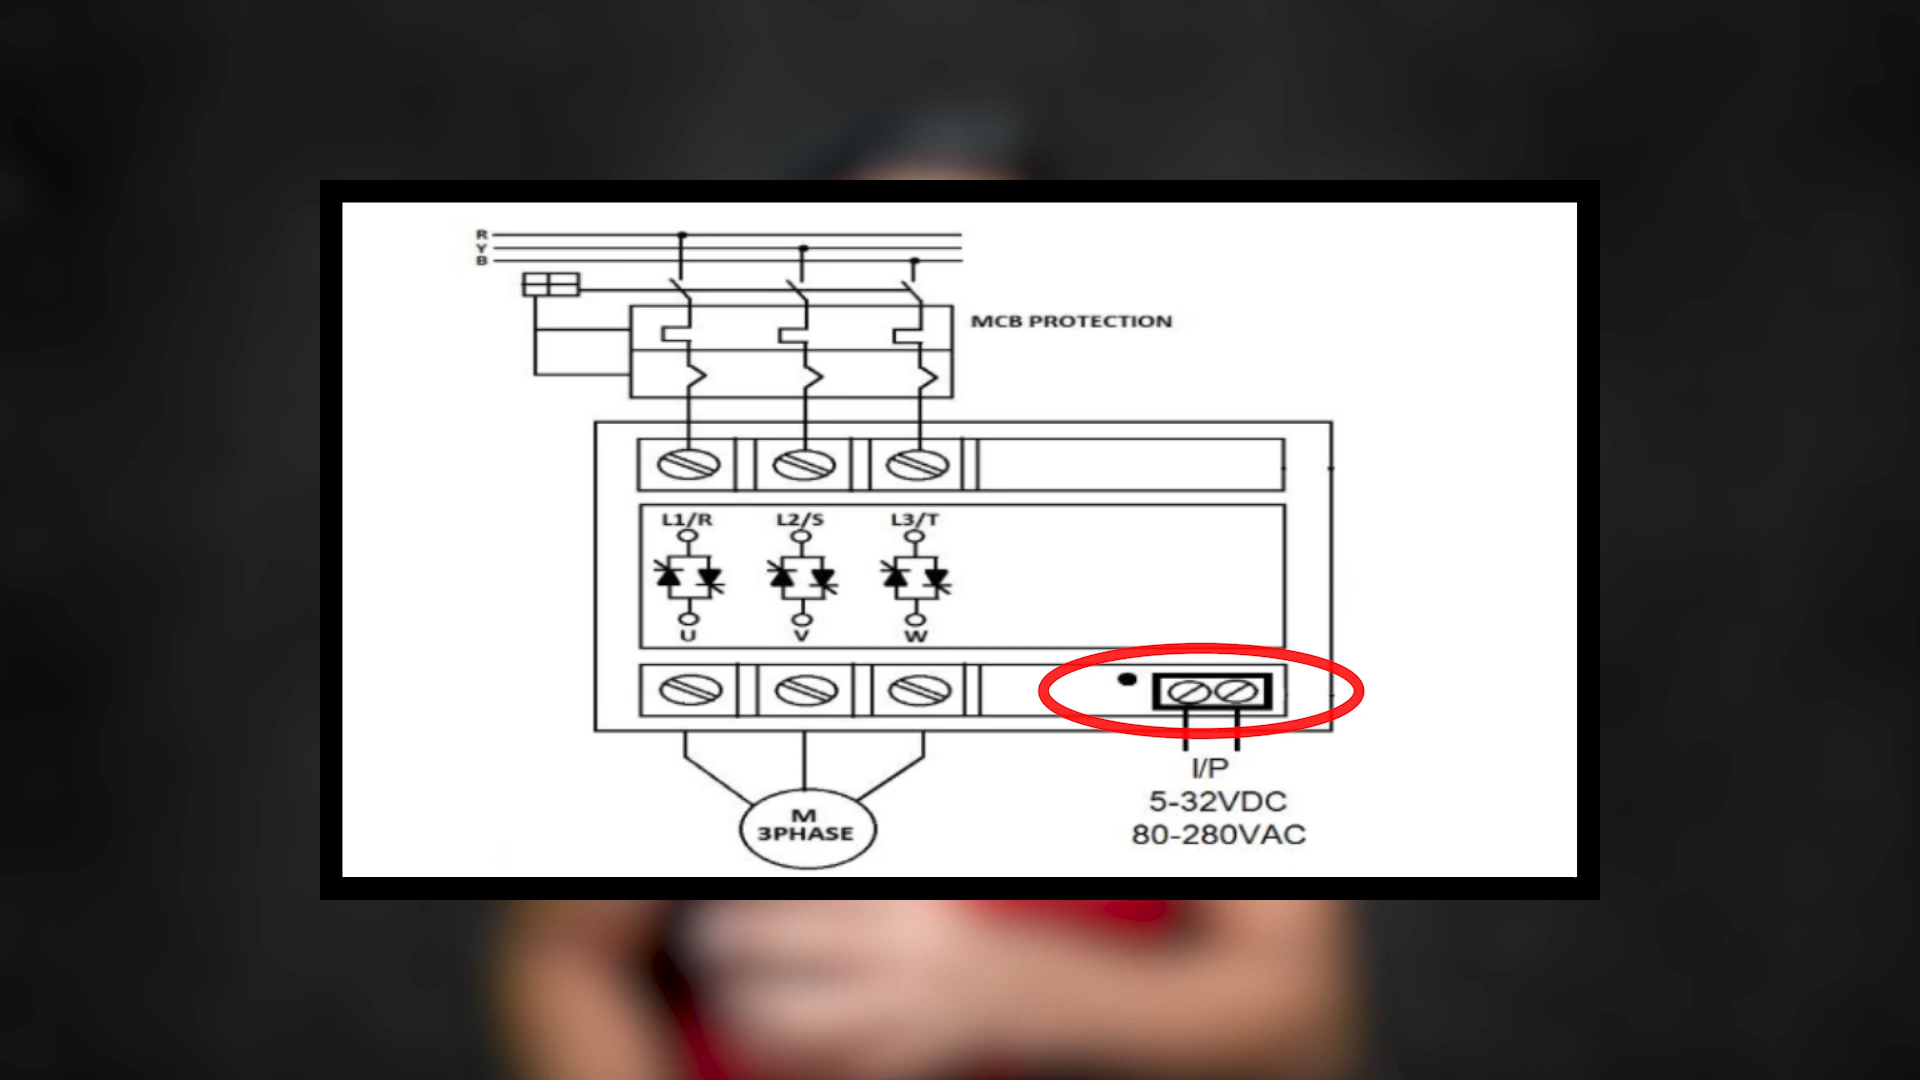 R
Y
B
MCB PROTECTION
L1/R L2/S L3/T
U V W
I/P
5-32VDC
80-280VAC
M
3PHASE